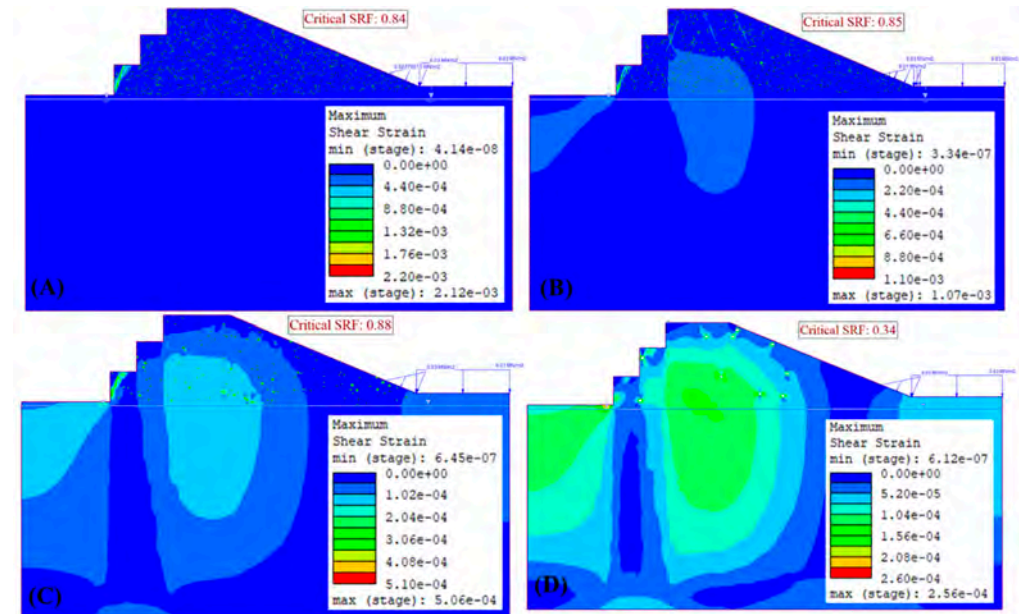 Critical SRF: 0.84
Maximum
Shear Strain
min (stage): 4.14e-08
0.00e+00
4.40e-04
8.80e-04
1.32e-03
1.76e-03
2.20e-03
max (stage): 2.12e-03
(A)
Critical SRF: 0.85
Maximum
Shear Strain
min (stage): 3.34e-07
0.00e+00
2.20e-04
4.40e-04
6.60e-04
8.80e-04
1.10e-03
max (stage): 1.07e-03
(B)
Critical SRF: 0.88
Maximum
Shear Strain
min (stage): 6.45e-07
0.00e+00
1.02e-04
2.04e-04
3.06e-04
4.08e-04
5.10e-04
max (stage): 5.06e-04
(C)
Critical SRF: 0.34
Maximum
Shear Strain
min (stage): 6.12e-07
0.00e+00
5.20e-05
1.04e-04
1.56e-04
2.08e-04
2.60e-04
max (stage): 2.56e-04
(D)